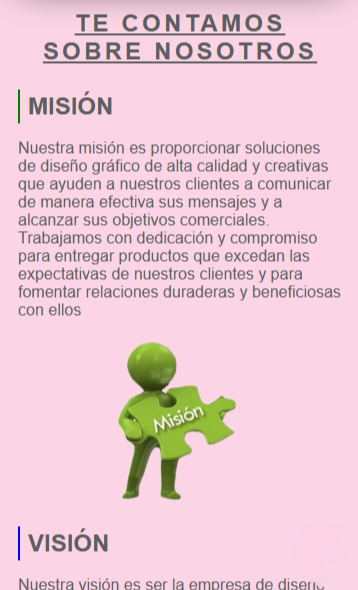 TE CONTAMOS
SOBRE NOSOTROS
MISIÓN
Nuestra misión es proporcionar soluciones
de diseño gráfico de alta calidad y creativas
que ayuden a nuestros clientes a comunicar
de manera efectiva sus mensajes y a
alcanzar sus objetivos comerciales.
Trabajamos con dedicación y compromiso
para entregar productos que excedan las
expectativas de nuestros clientes y para
fomentar relaciones duraderas y beneficiosas
con ellos
Misión
VISIÓN
Nuestra visión es ser la empresa de diseño